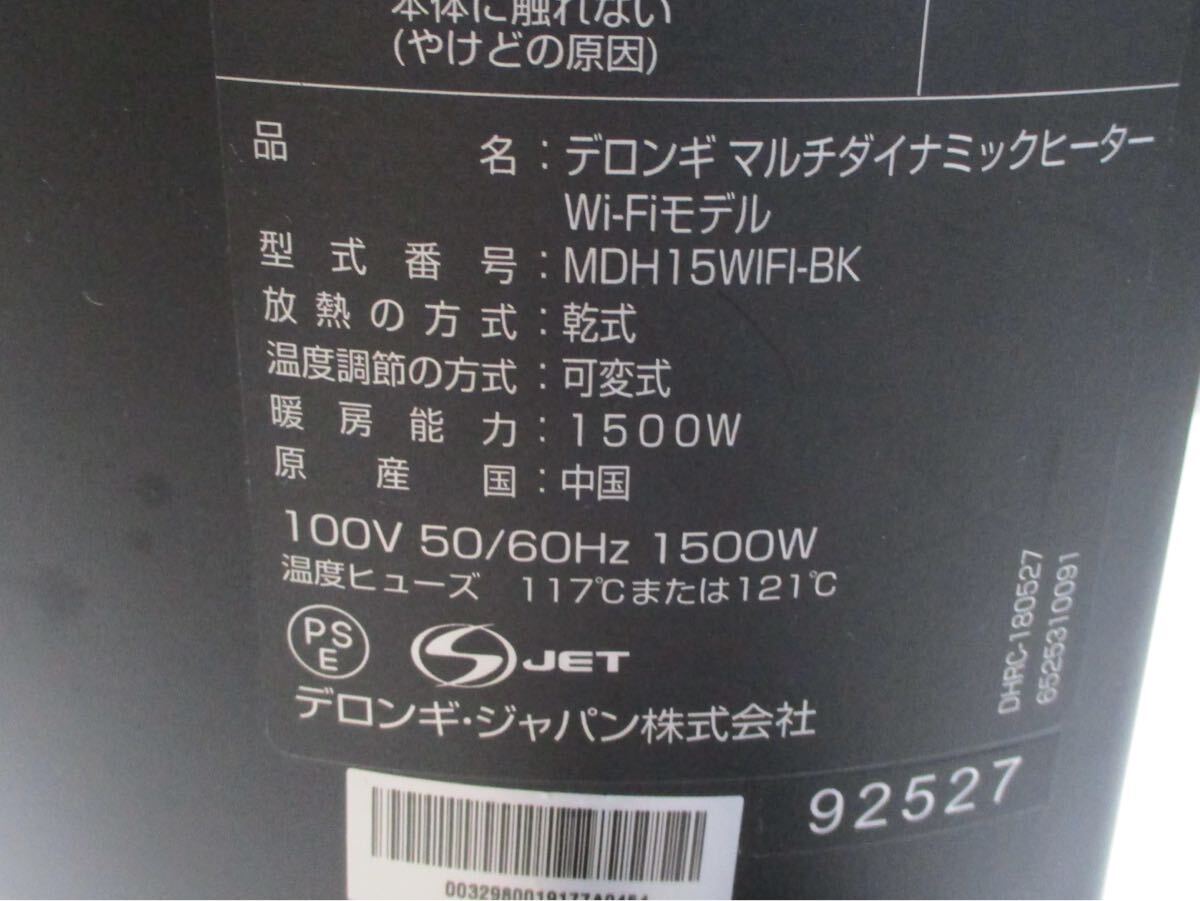 本体に触れない
(やけどの原因)
品名：デロンギ マルチダイナミックヒーター
Wi-Fiモデル
型式番号：MDH15WIFI-BK
放熱の方式：乾式
温度調節の方式：可変式
暖房能力：1500W
原産国：中国
100V 50/60Hz 1500W
温度ヒューズ 117℃または121℃
PSE
S JET
デロンギ・ジャパン株式会社
DHRC-180527
6525310091
92527